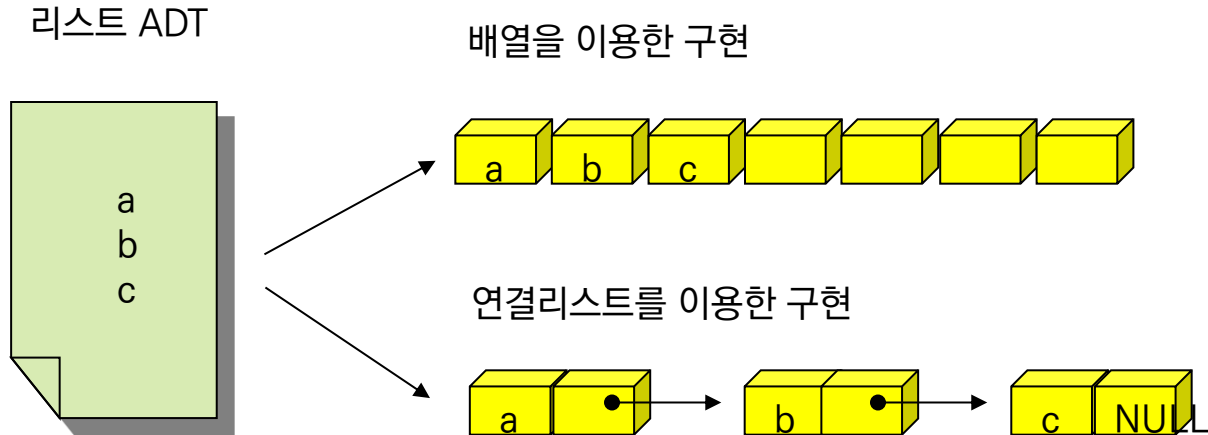 리스트 ADT
배열을 이용한 구현
a b c
a
b
c
연결리스트를 이용한 구현
a b c NULL